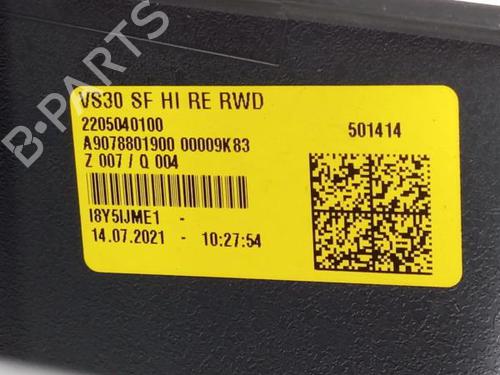 B-PARTS
VS30 SF HI RE RWD
2205040100
501414
A9078801900 00009K83
Z 007 / Q 004
I8Y5IJME1 -
14.07.2021 - 10:27:54